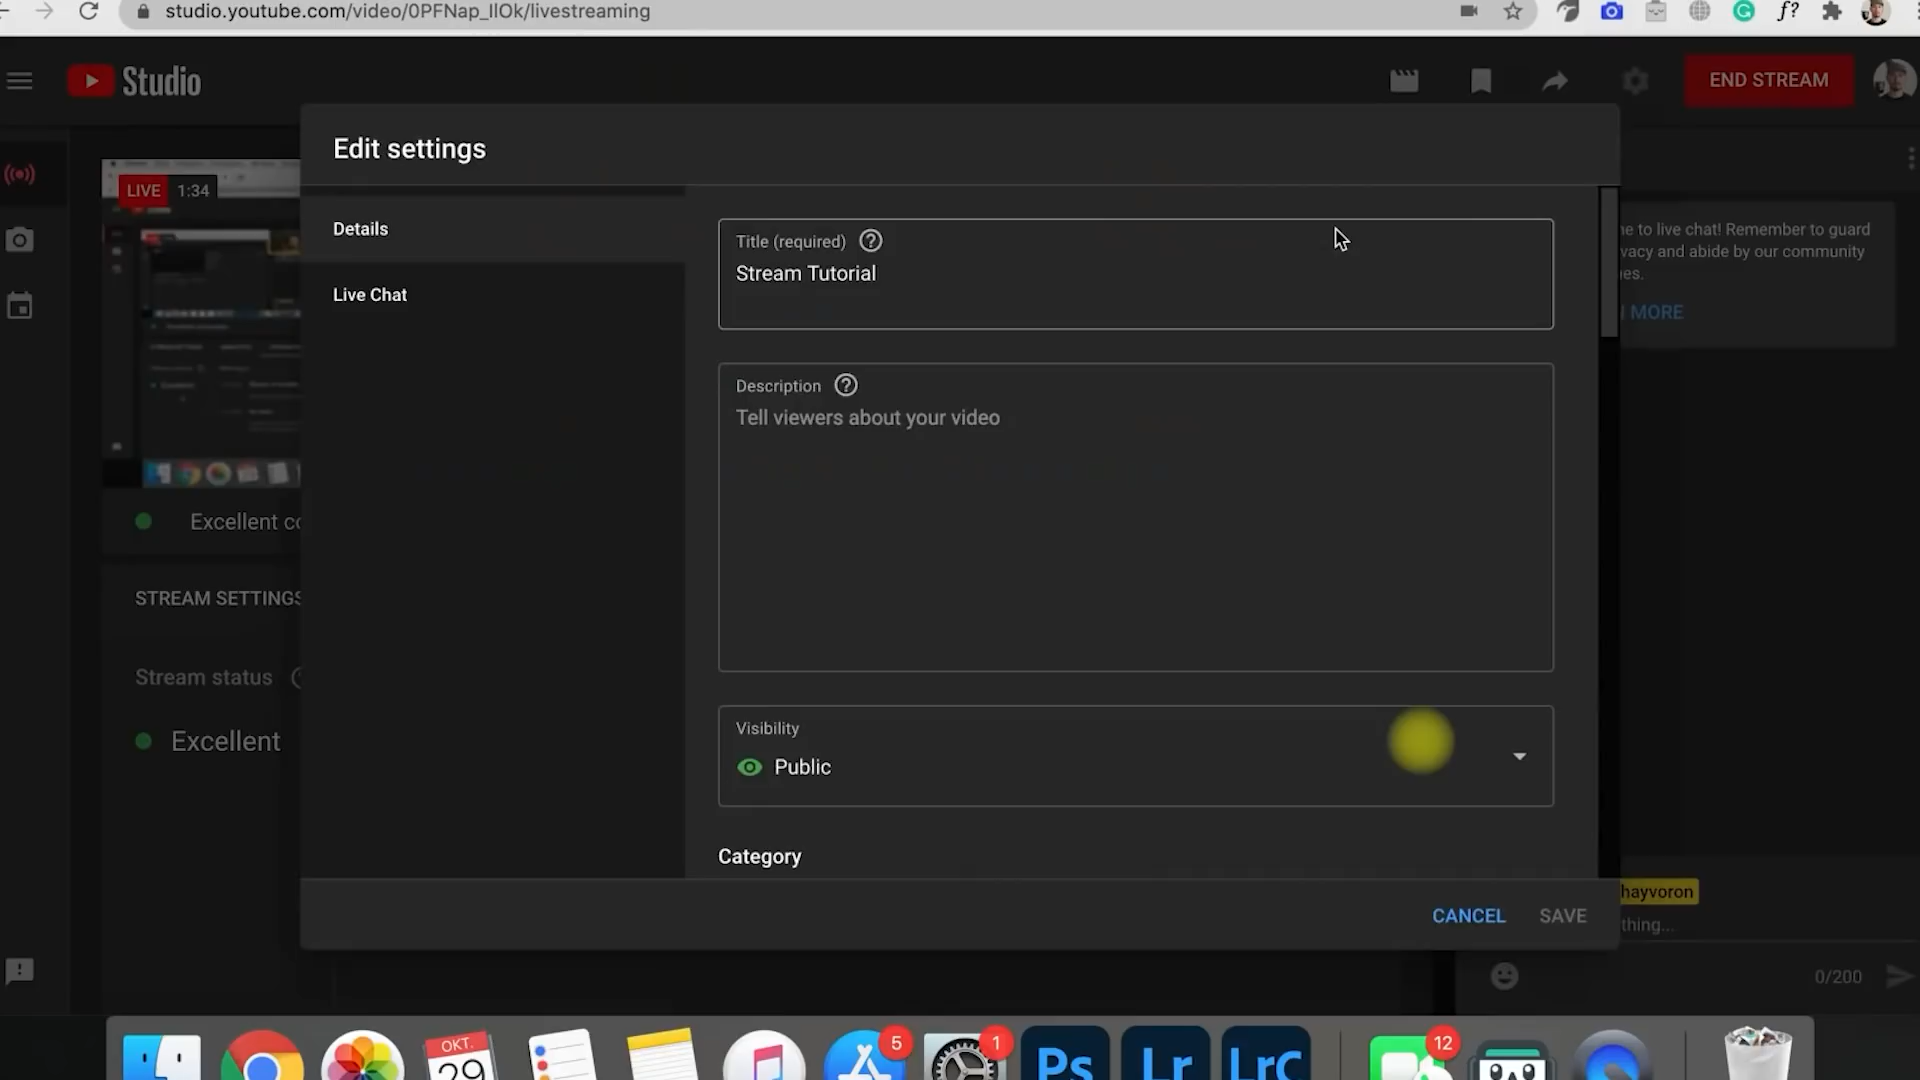 studio.youtube.com/video/0PFNap_IlOk/livestreaming
f?
Studio
END STREAM
Edit settings
LIVE 1:34
Details
Live Chat
Title (required)
Stream Tutorial
Description
Tell viewers about your video
Visibility
Public
Category
CANCEL SAVE
Excellent
STREAM SETTINGS
Stream status
Excellent
to live chat! Remember to guard
and abide by our community
MORE
hayvoron
thing...
0/200
OKT.
29
5
1
Ps
Lr
LrC
12